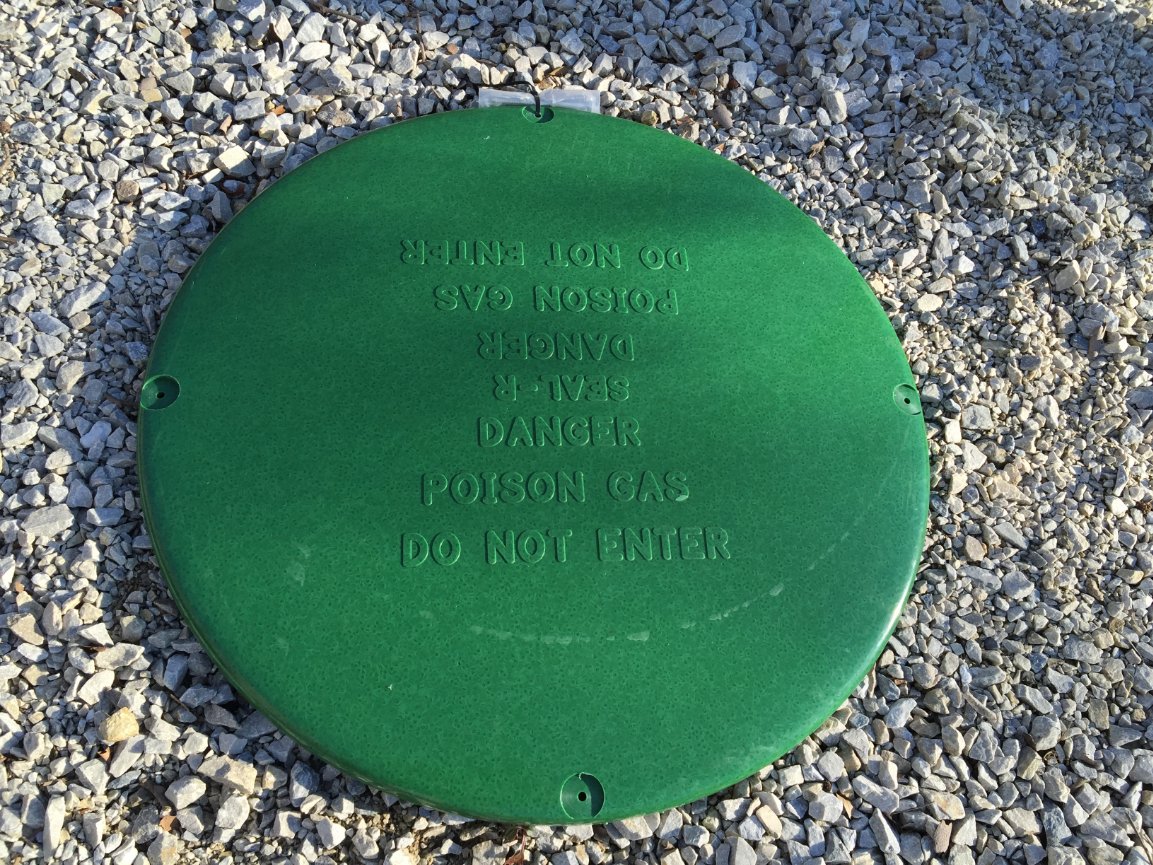 DO NOT ENTER
POISON GAS
DANGER
SEAL-R
DANGER
POISON GAS
DO NOT ENTER